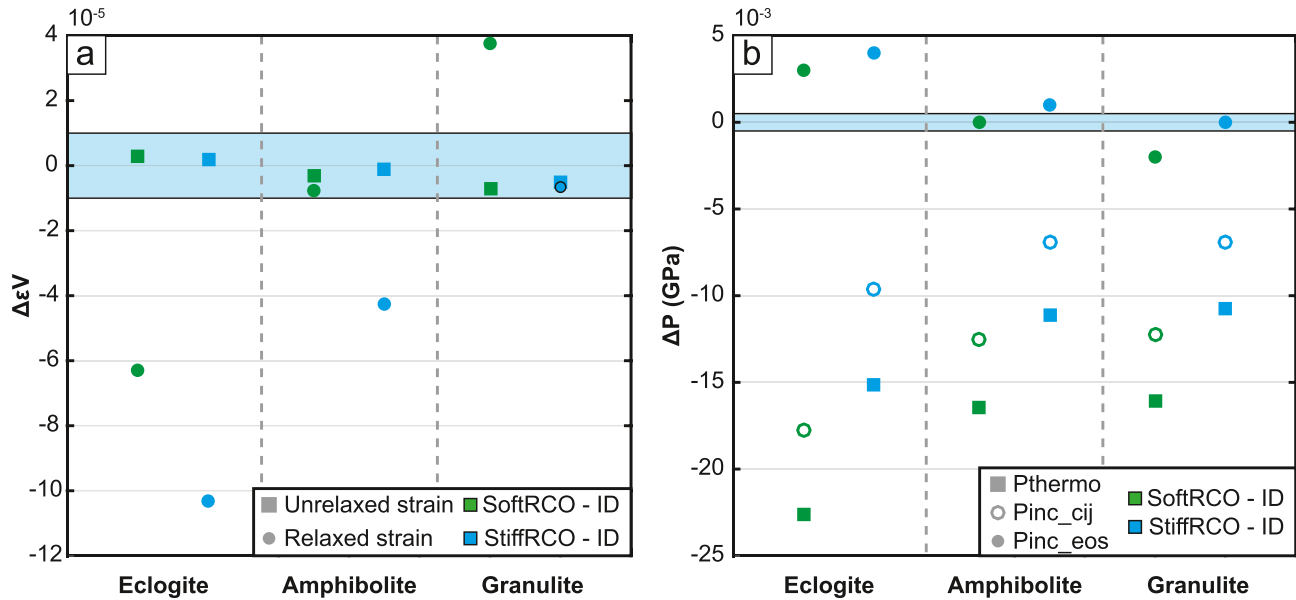 10⁻⁵
a
4
2
0
-2
-4
-6
-8
-10
-12
ΔεV
Unrelaxed strain
SoftRCO - ID
Relaxed strain
StiffRCO - ID
Eclogite
Amphibolite
Granulite
10⁻³
b
5
0
-5
-10
-15
-20
-25
ΔP (GPa)
Pthermo
SoftRCO - ID
Pinc_cij
StiffRCO - ID
Pinc_eos
Eclogite
Amphibolite
Granulite